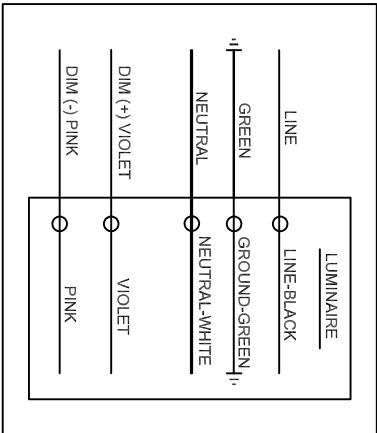 LUMINAIRE
LINE
LINE-BLACK
GREEN
GROUND-GREEN
NEUTRAL
NEUTRAL-WHITE
DIM (+) VIOLET
VIOLET
DIM (-) PINK
PINK